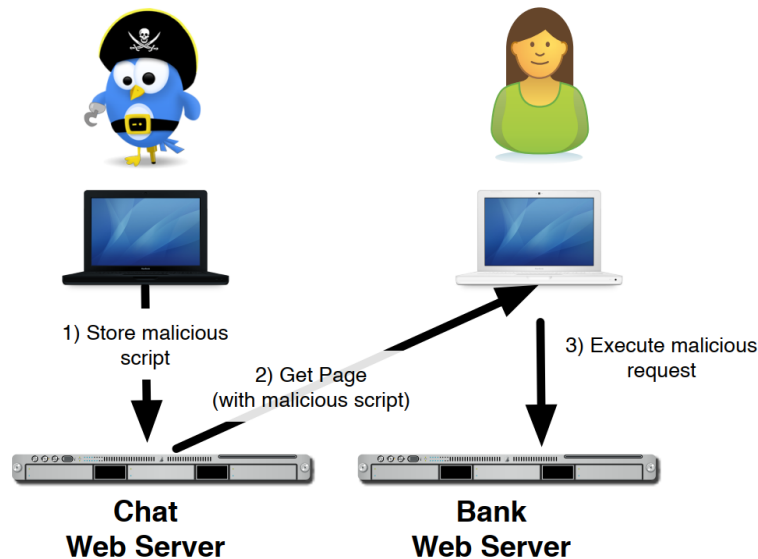 1) Store malicious
script
2) Get Page
(with malicious script)
3) Execute malicious
request
Chat
Web Server
Bank
Web Server